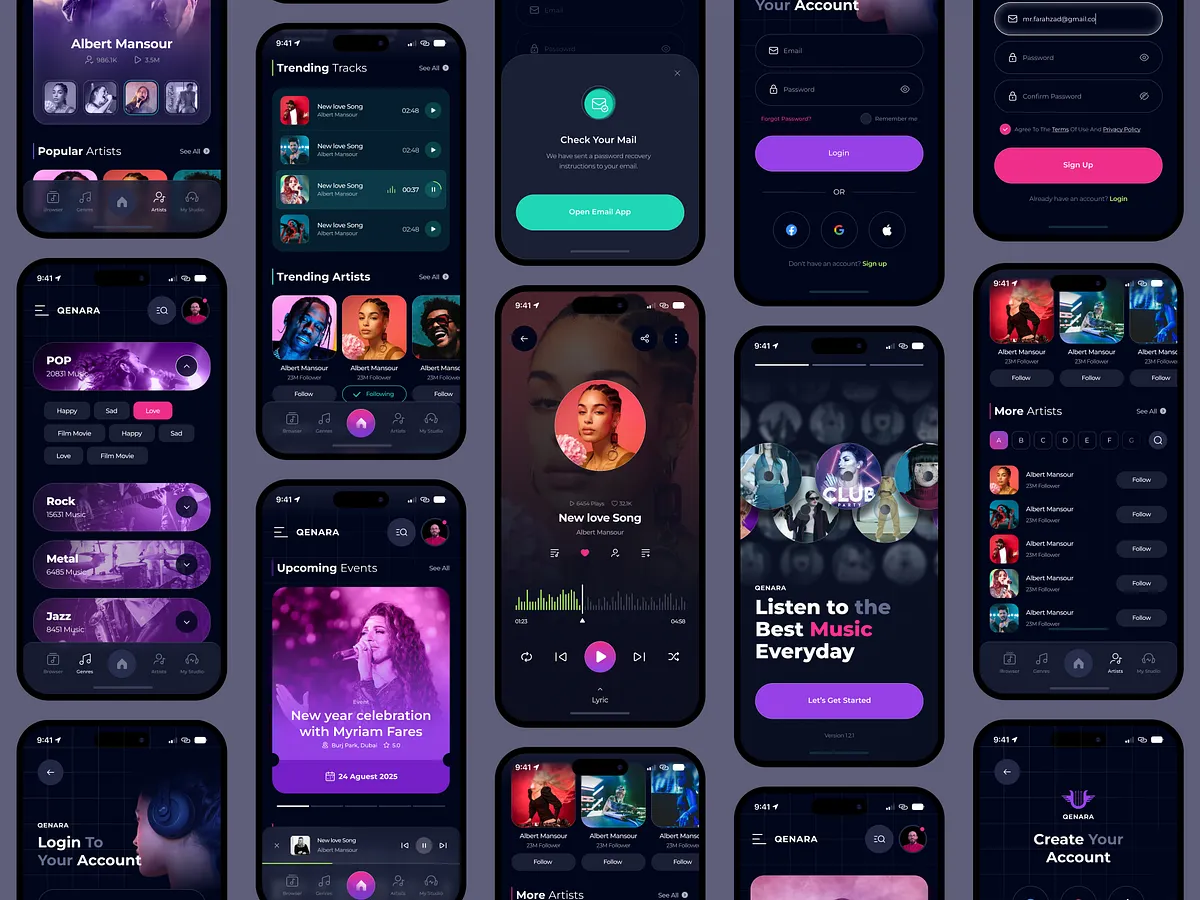 Albert Mansour
986.1K 3.5M
Popular Artists
See All
Browser
Genres
Artists
My Studio
9:41
QENARA
POP
20831 Music
Happy
Sad
Love
Film Movie
Happy
Sad
Love
Film Movie
Rock
15631 Music
Metal
6485 Music
Jazz
8451 Music
Browser
Genres
Artists
My Studio
9:41
QENARA
Login To
Your Account
9:41
Trending Tracks
See All
New love Song
Albert Mansour
02:48
New love Song
Albert Mansour
02:48
New love Song
Albert Mansour
00:37
New love Song
Albert Mansour
02:48
Trending Artists
See All
Albert Mansour
23M Follower
Follow
Albert Mansour
23M Follower
Following
Albert Mansou
23M Follower
Follow
Browser
Genres
Artists
My Studio
9:41
QENARA
Upcoming Events
See All
Event
New year celebration
with Myriam Fares
Burj Park, Dubai 5.0
24 Aguest 2025
New love Song
Albert Mansour
Browser
Genres
Artists
My Studio
Email
Password
Check Your Mail
We have sent a password recovery
instructions to your email.
Open Email App
9:41
6454 Plays 32.1K
New love Song
Albert Mansour
01:23
04:58
Lyric
9:41
Albert Mansour
23M Follower
Follow
Albert Mansour
23M Follower
Follow
Albert Mans
23M Follow
Follow
More Artists
See All
Your Account
Email
Password
Forgot Password?
Remember me
Login
OR
Don't have an account? Sign up
9:41
CLUB
PARTY
QENARA
Listen to the
Best Music
Everyday
Let's Get Started
Version 1.2.1
9:41
QENARA
mr.farahzad@gmail.co
Password
Confirm Password
Agree To The Terms Of Use And Privacy Policy
Sign Up
Already have an account? Login
9:41
Albert Mansour
23M Follower
Follow
Albert Mansour
23M Follower
Follow
Albert Mans
23M Follow
Follow
More Artists
See All
A B C D E F G
Albert Mansour
23M Follower
Follow
Albert Mansour
23M Follower
Follow
Albert Mansour
23M Follower
Follow
Albert Mansour
23M Follower
Follow
Albert Mansour
23M Follower
Follow
Browser
Genres
Artists
My Studio
9:41
QENARA
Create Your
Account